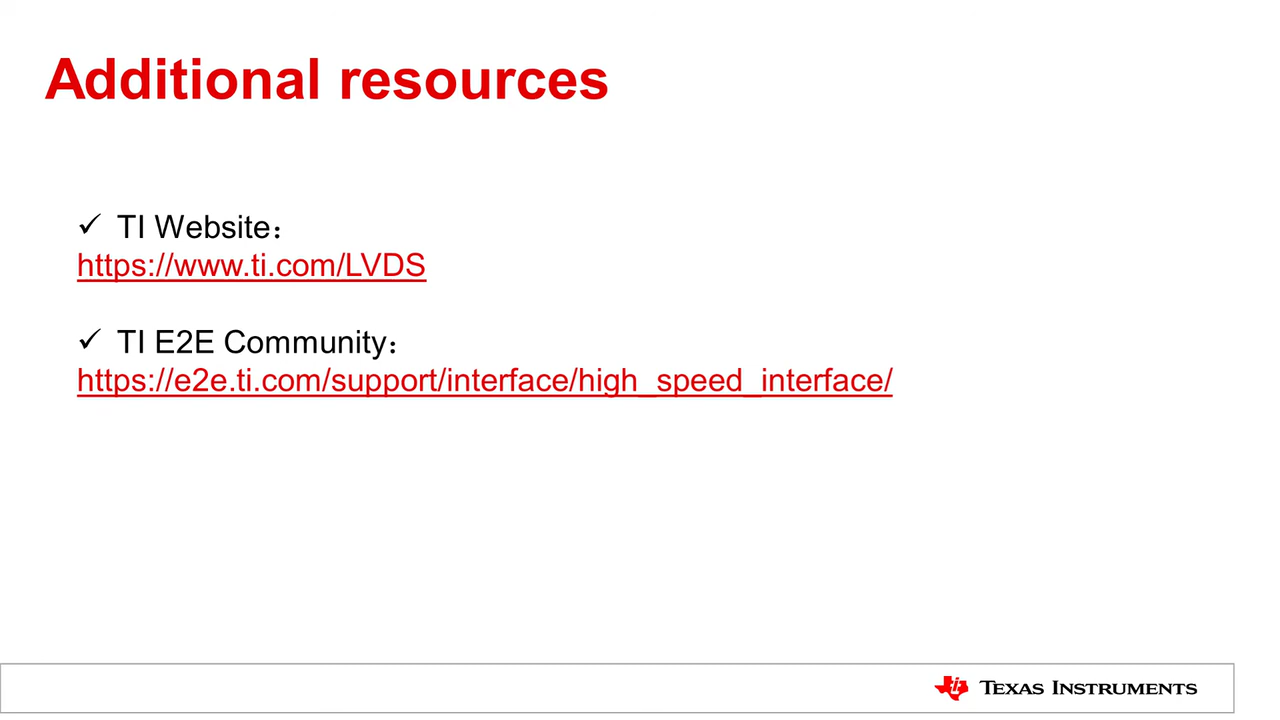 Additional resources
✓ TI Website：
https://www.ti.com/LVDS
✓ TI E2E Community：
https://e2e.ti.com/support/interface/high_speed_interface/
TEXAS INSTRUMENTS